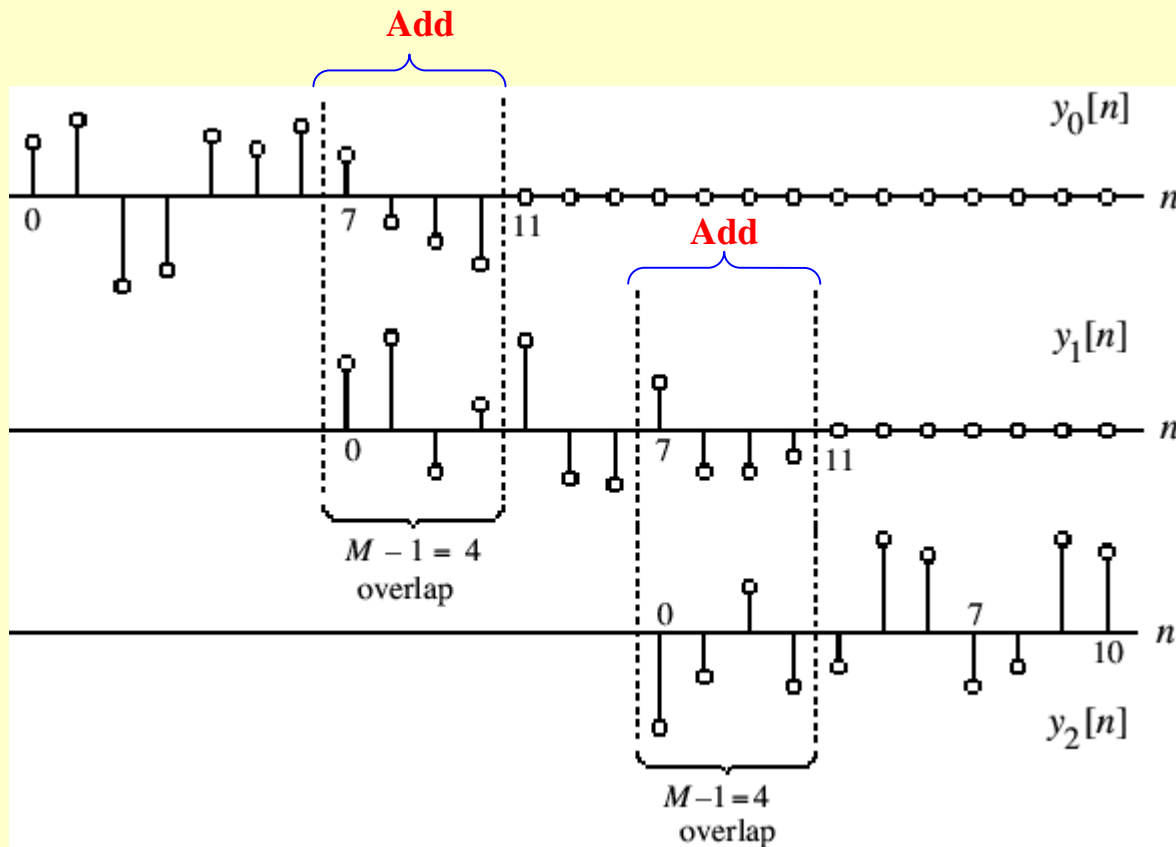 Add
y0[n]
0 7 11 n
Add
y1[n]
0 7 11 n
M – 1 = 4
overlap
0 7
10 n
y2[n]
M–1=4
overlap